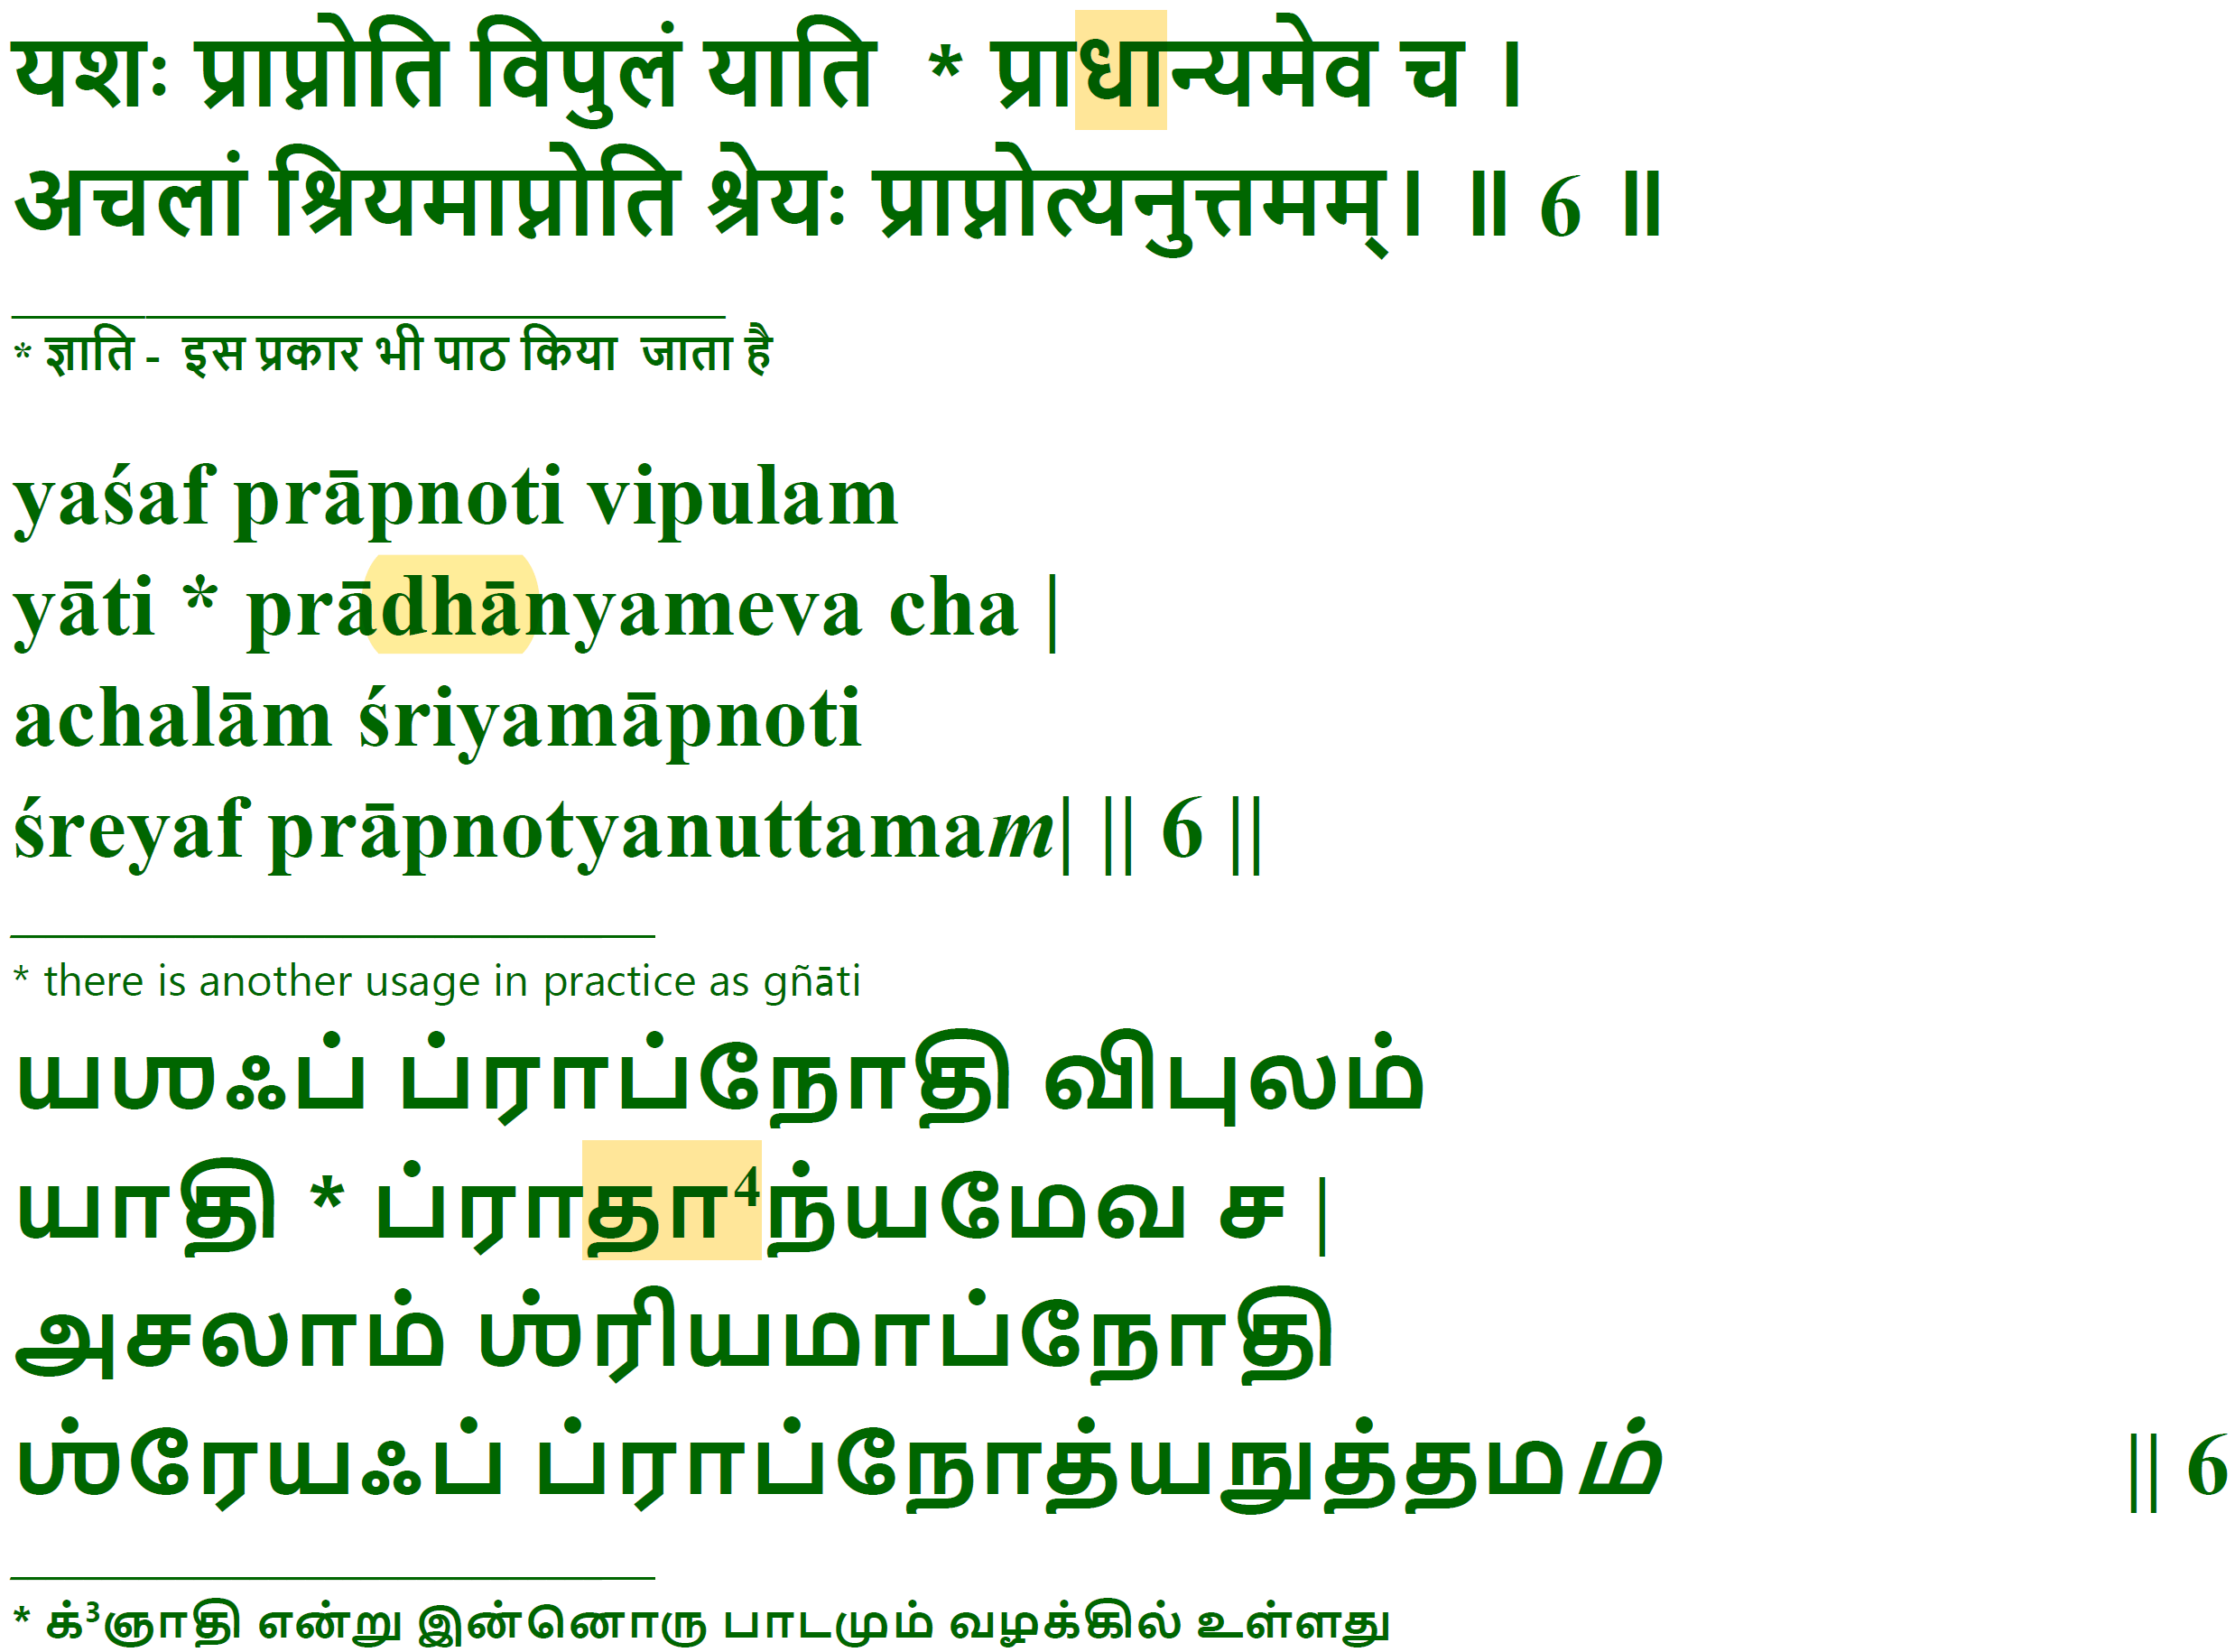 यशः प्राप्नोति विपुलं याति * प्राधान्यमेव च ।
अचलां श्रियमाप्नोति श्रेयः प्राप्नोत्यनुत्तमम्। ॥ 6 ॥
* ज्ञाति - इस प्रकार भी पाठ किया जाता है
yaśaf prāpnoti vipulam
yāti * prādhānyameva cha |
achalām śriyamāpnoti
śreyaf prāpnotyanuttamam| || 6 ||
* there is another usage in practice as gñāti
யஶஃப் ப்ராப்நோதி விபுலம்
யாதி * ப்ராதா⁴ந்யமேவ ச |
அசலாம் ஶ்ரியமாப்நோதி
ஶ்ரேயஃப் ப்ராப்நோத்யநுத்தமம் || 6
* க்³ஞாதி என்று இன்னொரு பாடமும் வழக்கில் உள்ளது